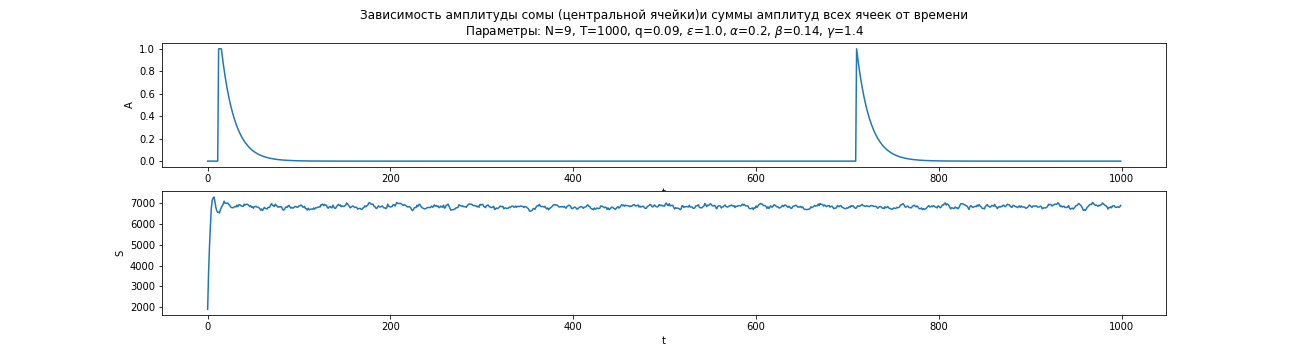 Зависимость амплитуды сомы (центральной ячейки)и суммы амплитуд всех ячеек от времени
Параметры: N=9, T=1000, q=0.09, ε=1.0, α=0.2, β=0.14, γ=1.4
1.0
0.8
0.6
0.4
0.2
0.0
A
0 200 400 600 800 1000
7000
6000
5000
4000
3000
2000
S
0 200 400 600 800 1000
t